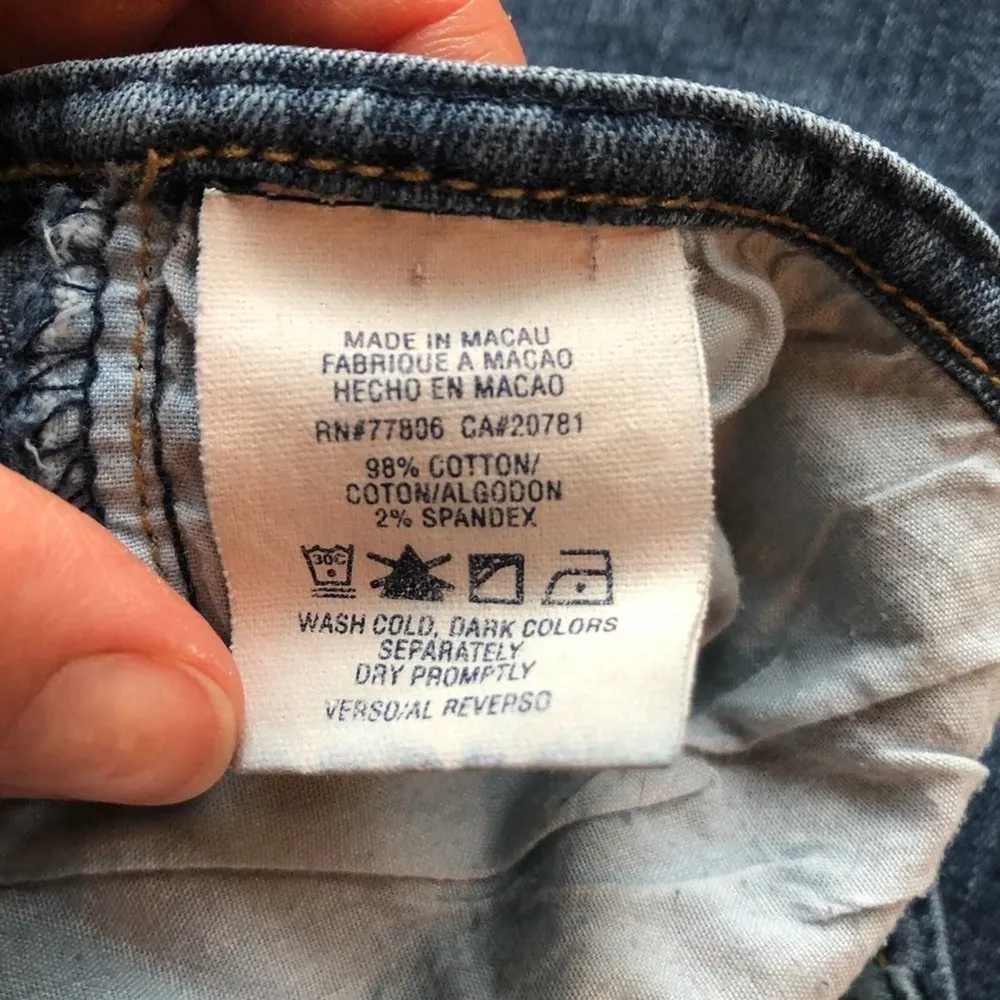 MADE IN MACAU
FABRIQUE A MACAO
HECHO EN MACAO
RN#77806 CA#20781
98% COTTON/
COTON/ALGODON
2% SPANDEX
30C
WASH COLD, DARK COLORS
SEPARATELY
DRY PROMPTLY
VERSO/AL REVERSO